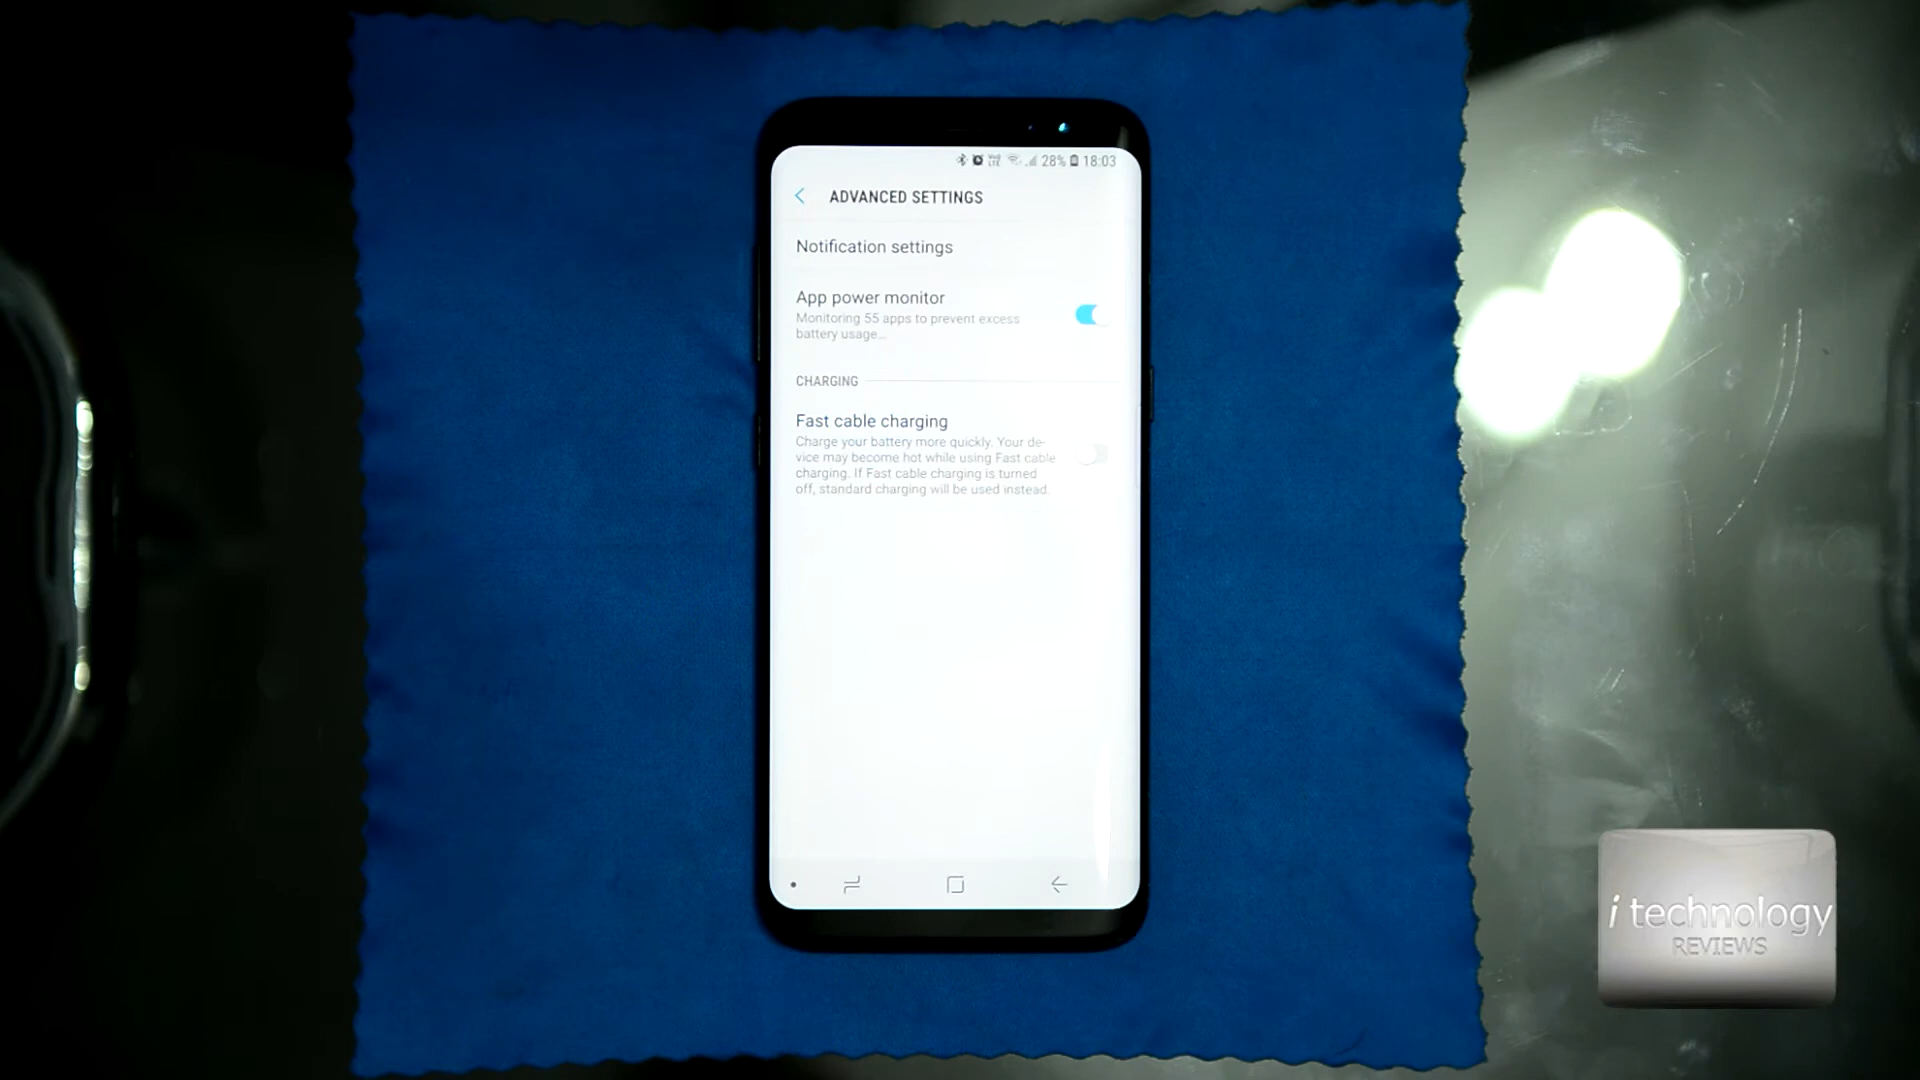 VoLTE 28% 18:03
ADVANCED SETTINGS
Notification settings
App power monitor
Monitoring 55 apps to prevent excess
battery usage...
CHARGING
Fast cable charging
Charge your battery more quickly. Your de-
vice may become hot while using Fast cable
charging. If Fast cable charging is turned
off, standard charging will be used instead.
i technology
REVIEWS